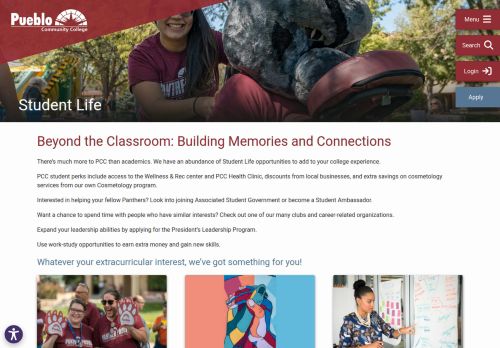 Pueblo
Community College
Menu
Search
Login
Apply
Student Life
Beyond the Classroom: Building Memories and Connections
There's much more to PCC than academics. We have an abundance of Student Life opportunities to add to your college experience.
PCC student perks include access to the Wellness & Rec center and PCC Health Clinic, discounts from local businesses, and extra savings on cosmetology
services from our own Cosmetology program.
Interested in helping your fellow Panthers? Look into joining Associated Student Government or become a Student Ambassador.
Want a chance to spend time with people who have similar interests? Check out one of our many clubs and career-related organizations.
Expand your leadership abilities by applying for the President's Leadership Program.
Use work-study opportunities to earn extra money and gain new skills.
Whatever your extracurricular interest, we've got something for you!